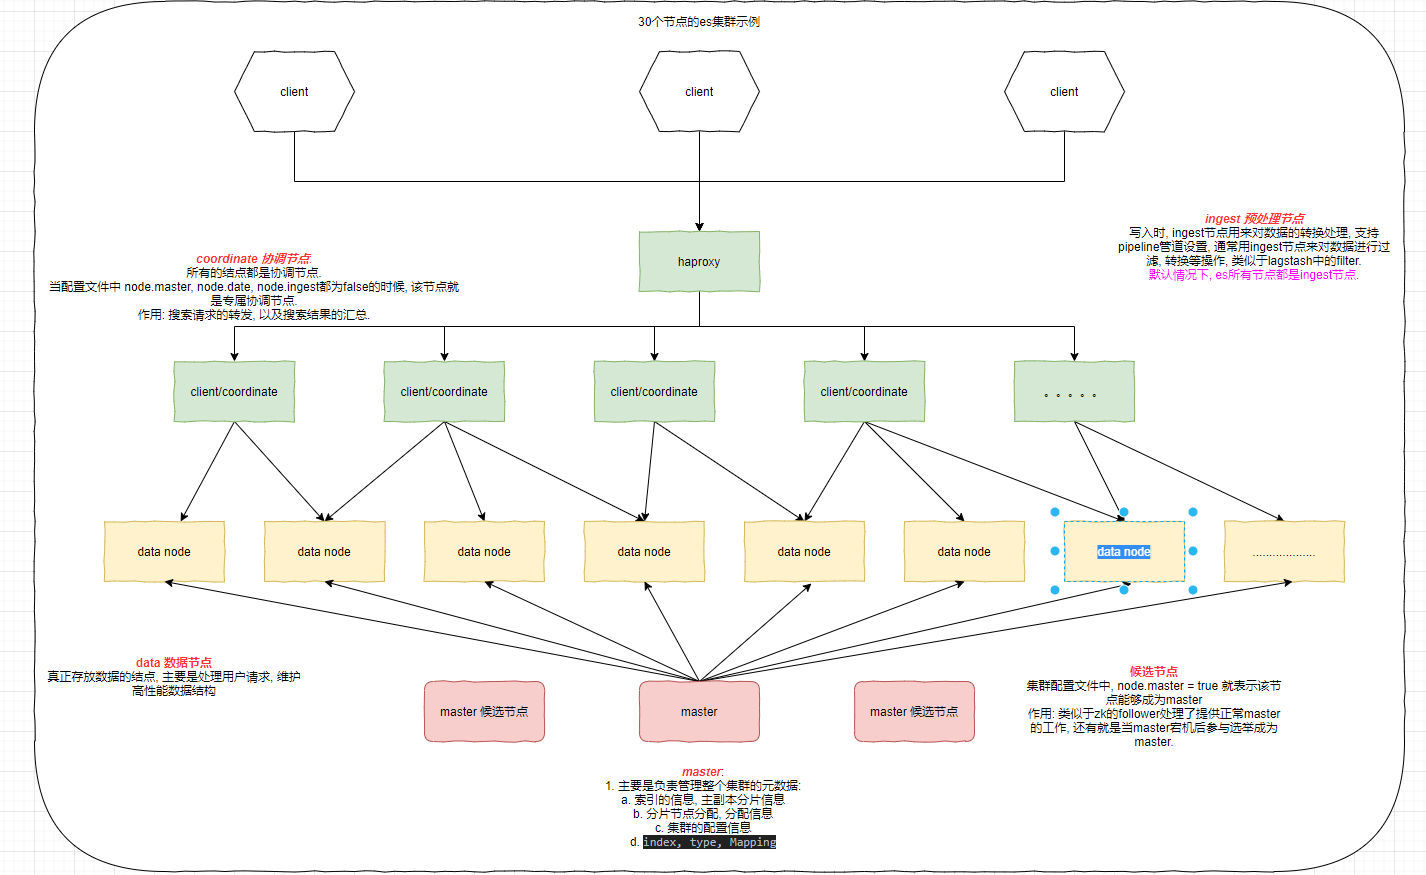 30个节点的es集群示例
client
client
client
ingest 预处理节点
写入时, ingest节点用来对数据的转换处理, 支持
pipeline管道设置, 通常用ingest节点来对数据进行过
滤, 转换等操作, 类似于lagstash中的filter.
默认情况下, es所有节点都是ingest节点.
haproxy
coordinate 协调节点.
所有的结点都是协调节点.
当配置文件中 node.master, node.date, node.ingest都为false的时候, 该节点就
是专属协调节点.
作用: 搜索请求的转发, 以及搜索结果的汇总.
client/coordinate
client/coordinate
client/coordinate
client/coordinate
。。。。。
data node
data node
data node
data node
data node
data node
data node
...................
data 数据节点
真正存放数据的结点, 主要是处理用户请求, 维护
高性能数据结构
候选节点
集群配置文件中, node.master = true 就表示该节
点能够成为master
作用: 类似于zk的follower处理了提供正常master
的工作, 还有就是当master宕机后参与选举成为
master.
master 候选节点
master
master 候选节点
master:
1. 主要是负责管理整个集群的元数据:
a. 索引的信息, 主副本分片信息
b. 分片节点分配, 分配信息
c. 集群的配置信息
d. index, type, Mapping